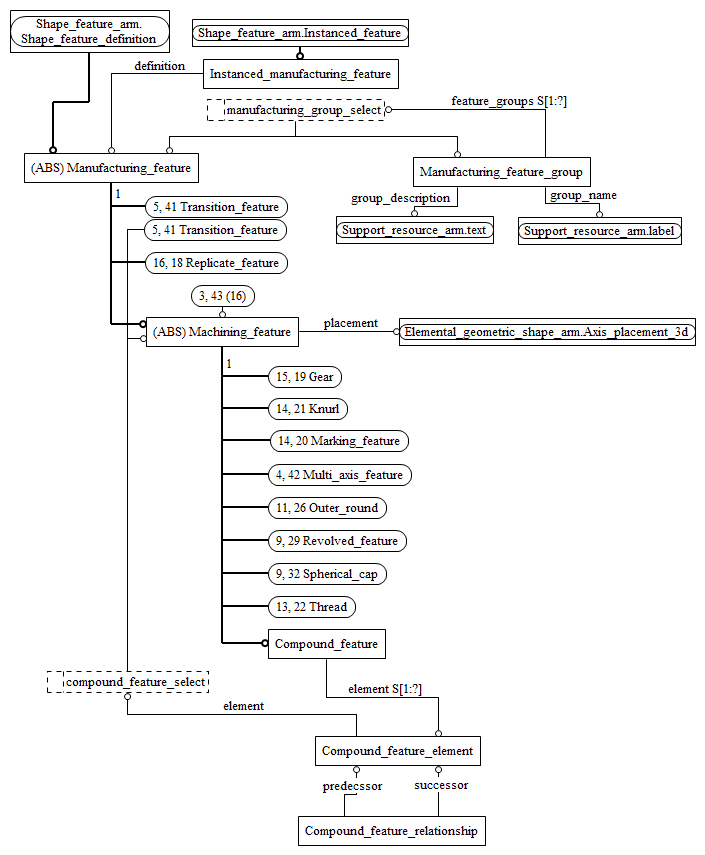 Shape_feature_arm.
Shape_feature_definition
Shape_feature_arm.Instanced_feature
definition
Instanced_manufacturing_feature
manufacturing_group_select
feature_groups S[1:?]
(ABS) Manufacturing_feature
Manufacturing_feature_group
1
group_description
group_name
5, 41 Transition_feature
5, 41 Transition_feature
Support_resource_arm.text
Support_resource_arm.label
16, 18 Replicate_feature
3, 43 (16)
(ABS) Machining_feature
placement
Elemental_geometric_shape_arm.Axis_placement_3d
1
15, 19 Gear
14, 21 Knurl
14, 20 Marking_feature
4, 42 Multi_axis_feature
11, 26 Outer_round
9, 29 Revolved_feature
9, 32 Spherical_cap
13, 22 Thread
Compound_feature
compound_feature_select
element S[1:?]
element
Compound_feature_element
predecssor
successor
Compound_feature_relationship